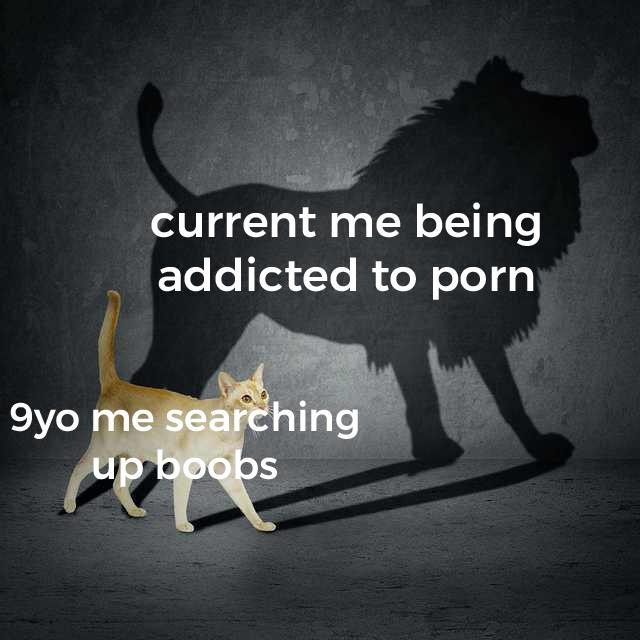 current me being
addicted to porn
9yo me searching
up boobs